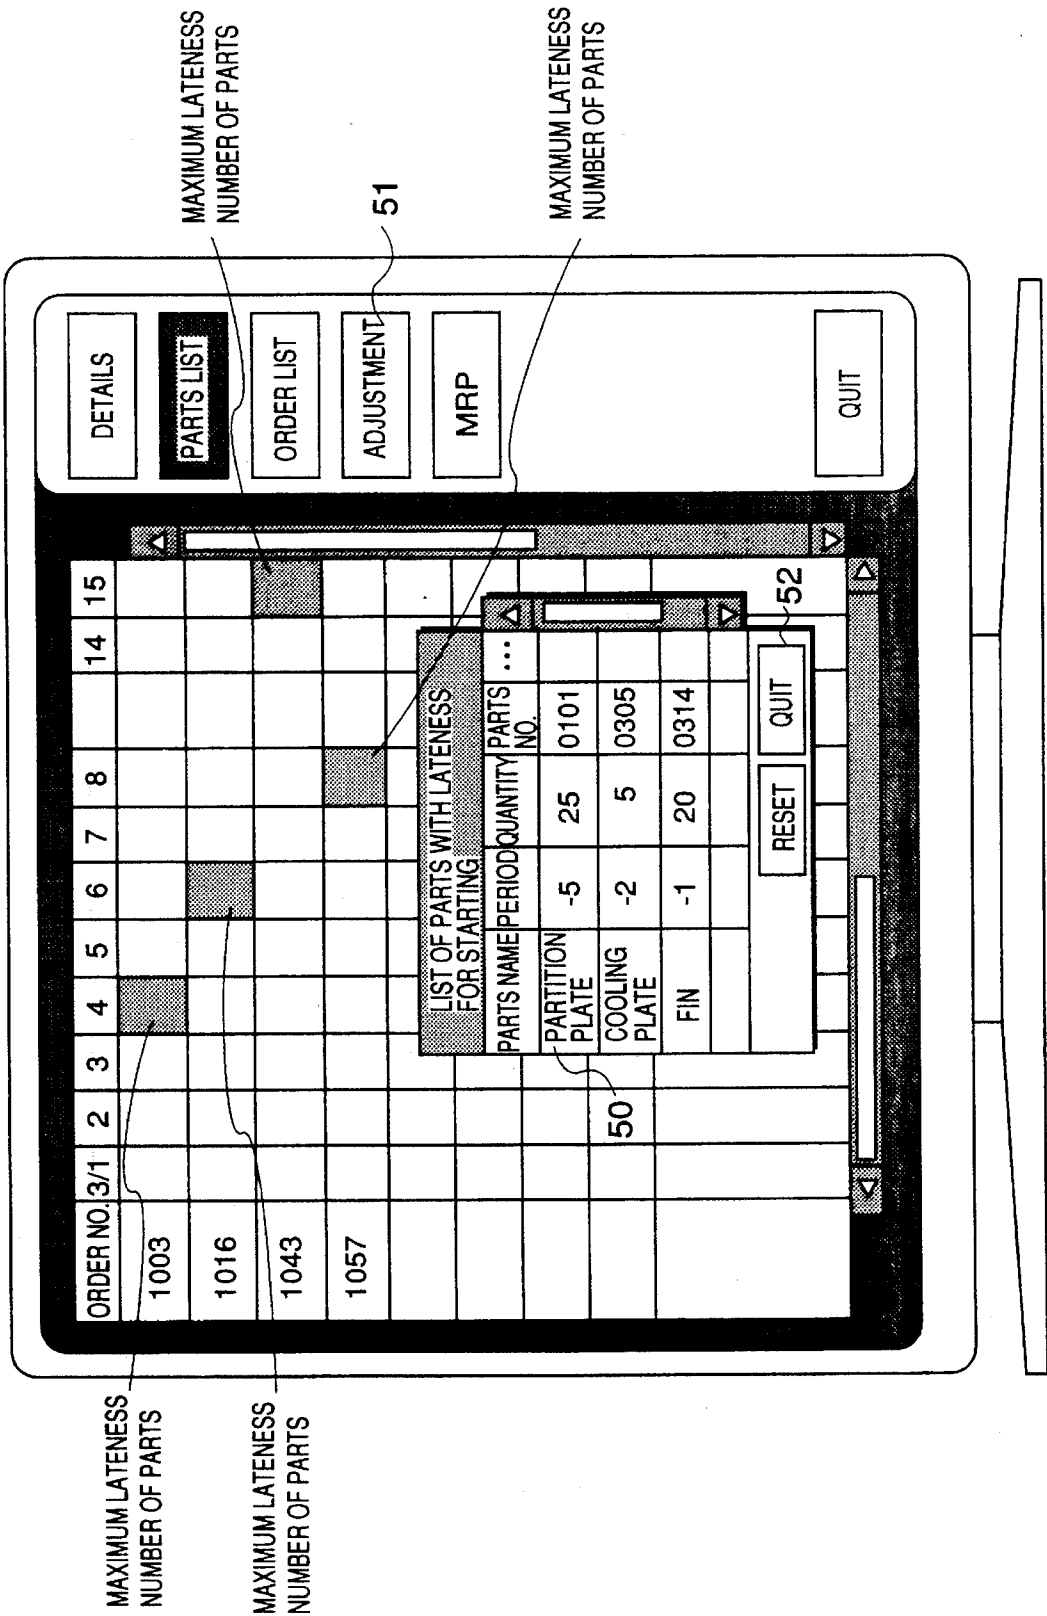 MAXIMUM LATENESS
NUMBER OF PARTS
MAXIMUM LATENESS
NUMBER OF PARTS
MAXIMUM LATENESS
NUMBER OF PARTS
MAXIMUM LATENESS
NUMBER OF PARTS
ORDER NO. 3/1 2 3 4 5 6 7 8 14 15
1003
1016
1043
1057
DETAILS
PARTS LIST
ORDER LIST
ADJUSTMENT
51
MRP
QUIT
LIST OF PARTS WITH LATENESS
FOR STARTING
PARTS NAME PERIOD QUANTITY PARTS NO. ...
PARTITION PLATE -5 25 0101
COOLING PLATE -2 5 0305
FIN -1 20 0314
RESET QUIT
50
52